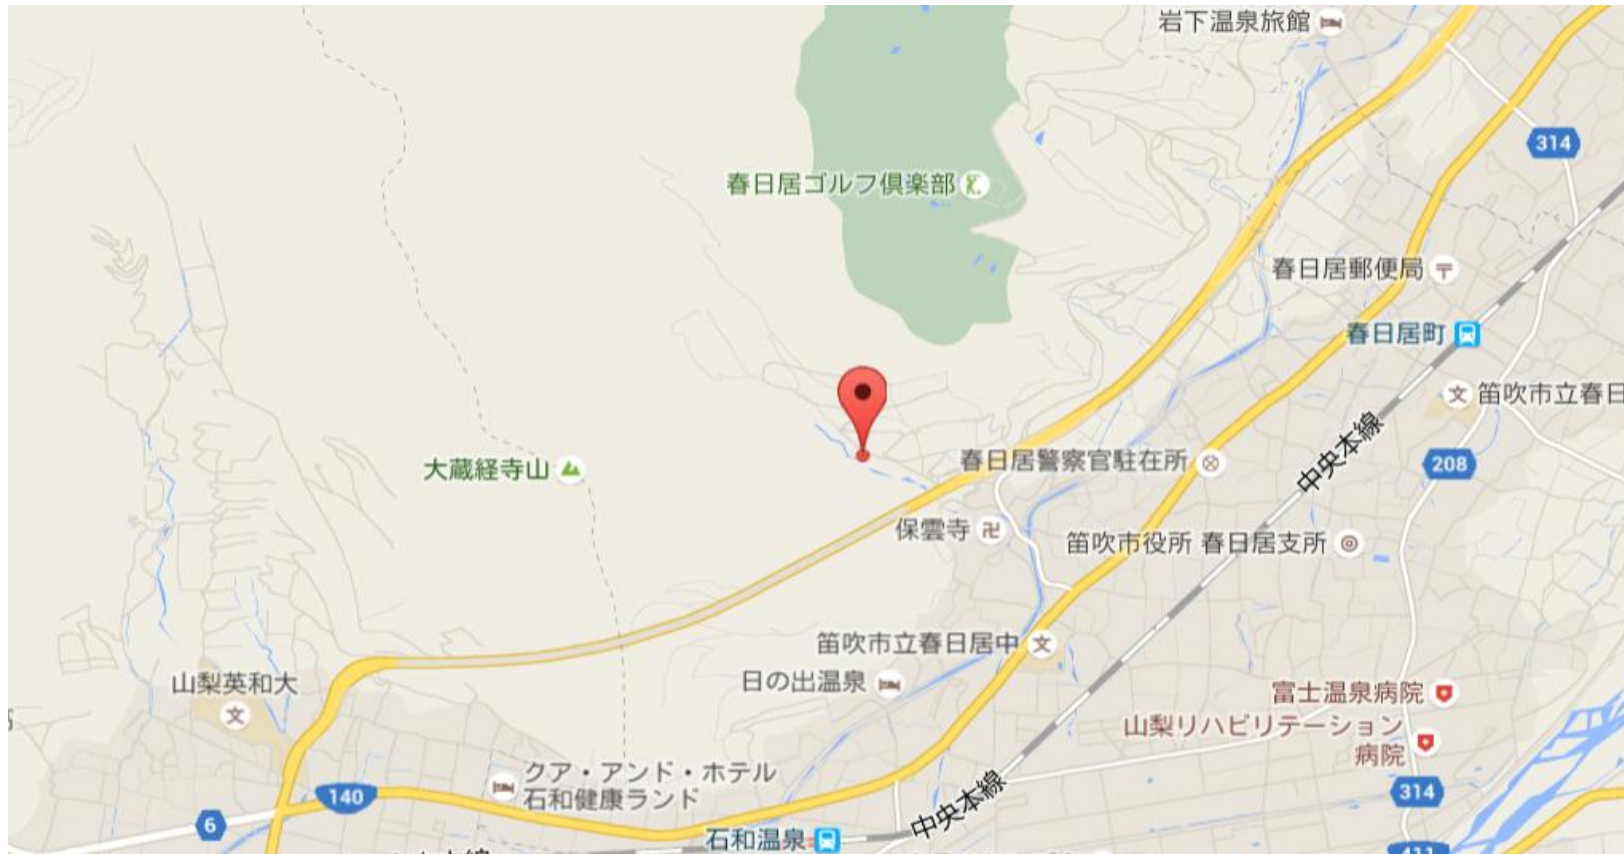 岩下温泉旅館
314
春日居ゴルフ倶楽部
春日居郵便局
春日居町
笛吹市立春日
中央本線
大蔵経寺山
春日居警察官駐在所
208
保雲寺
笛吹市役所 春日居支所
笛吹市立春日居中
山梨英和大
日の出温泉
富士温泉病院
山梨リハビリテーション
病院
クア・アンド・ホテル
石和健康ランド
140
6
中央本線
314
石和温泉
411